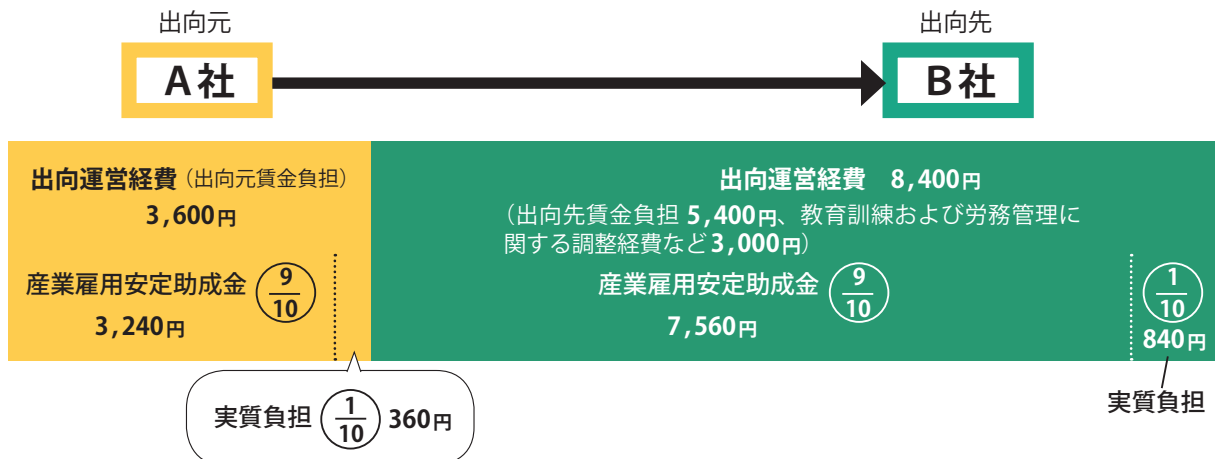 出向元
出向先
A社
B社
出向運営経費（出向元賃金負担）
3,600円
産業雇用安定助成金 9/10
3,240円
実質負担 1/10 360円
出向運営経費 8,400円
（出向先賃金負担 5,400円、教育訓練および労務管理に
関する調整経費など3,000円）
産業雇用安定助成金 9/10
7,560円
1/10
840円
実質負担